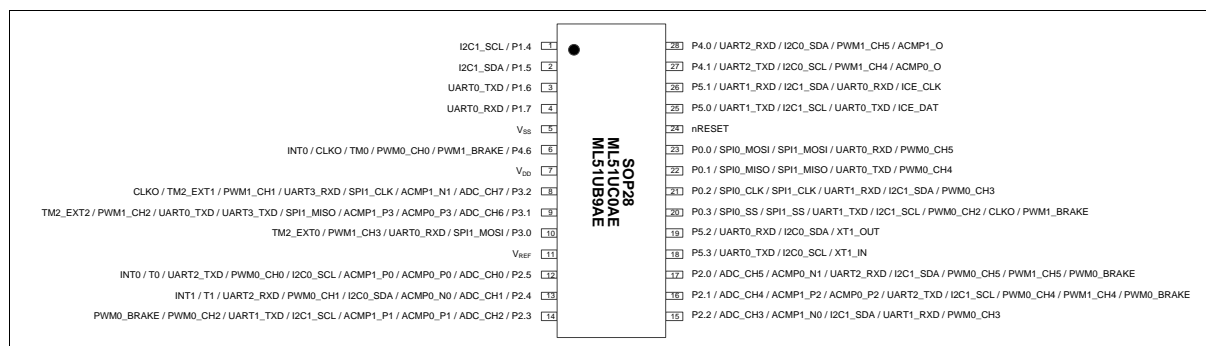 I2C1_SCL / P1.4 1
I2C1_SDA / P1.5 2
UART0_TXD / P1.6 3
UART0_RXD / P1.7 4
VSS 5
INT0 / CLKO / TM0 / PWM0_CH0 / PWM1_BRAKE / P4.6 6
VDD 7
CLKO / TM2_EXT1 / PWM1_CH1 / UART3_RXD / SPI1_CLK / ACMP1_N1 / ADC_CH7 / P3.2 8
TM2_EXT2 / PWM1_CH2 / UART0_TXD / UART3_TXD / SPI1_MISO / ACMP1_P3 / ACMP0_P3 / ADC_CH6 / P3.1 9
TM2_EXT0 / PWM1_CH3 / UART0_RXD / SPI1_MOSI / P3.0 10
VREF 11
INT0 / T0 / UART2_TXD / PWM0_CH0 / I2C0_SCL / ACMP1_P0 / ACMP0_P0 / ADC_CH0 / P2.5 12
INT1 / T1 / UART2_RXD / PWM0_CH1 / I2C0_SDA / ACMP0_N0 / ADC_CH1 / P2.4 13
PWM0_BRAKE / PWM0_CH2 / UART1_TXD / I2C1_SCL / ACMP1_P1 / ACMP0_P1 / ADC_CH2 / P2.3 14
SOP28
ML51UC0AE
ML51UB9AE
28 P4.0 / UART2_RXD / I2C0_SDA / PWM1_CH5 / ACMP1_O
27 P4.1 / UART2_TXD / I2C0_SCL / PWM1_CH4 / ACMP0_O
26 P5.1 / UART1_RXD / I2C1_SDA / UART0_RXD / ICE_CLK
25 P5.0 / UART1_TXD / I2C1_SCL / UART0_TXD / ICE_DAT
24 nRESET
23 P0.0 / SPI0_MOSI / SPI1_MOSI / UART0_RXD / PWM0_CH5
22 P0.1 / SPI0_MISO / SPI1_MISO / UART0_TXD / PWM0_CH4
21 P0.2 / SPI0_CLK / SPI1_CLK / UART1_RXD / I2C1_SDA / PWM0_CH3
20 P0.3 / SPI0_SS / SPI1_SS / UART1_TXD / I2C1_SCL / PWM0_CH2 / CLKO / PWM1_BRAKE
19 P5.2 / UART0_RXD / I2C0_SDA / XT1_OUT
18 P5.3 / UART0_TXD / I2C0_SCL / XT1_IN
17 P2.0 / ADC_CH5 / ACMP0_N1 / UART2_RXD / I2C1_SDA / PWM0_CH5 / PWM1_CH5 / PWM0_BRAKE
16 P2.1 / ADC_CH4 / ACMP1_P2 / ACMP0_P2 / UART2_TXD / I2C1_SCL / PWM0_CH4 / PWM1_CH4 / PWM0_BRAKE
15 P2.2 / ADC_CH3 / ACMP1_N0 / I2C1_SDA / UART1_RXD / PWM0_CH3